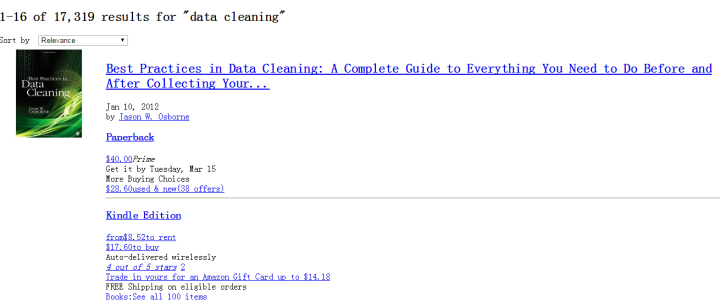 1-16 of 17,319 results for "data cleaning"
Sort by Relevance
Best Practices in
Data
Cleaning
Jason W.
OSBORNE
Best Practices in Data Cleaning: A Complete Guide to Everything You Need to Do Before and
After Collecting Your...
Jan 10, 2012
by Jason W. Osborne
Paperback
$40.00Prime
Get it by Tuesday, Mar 15
More Buying Choices
$28.60used & new(38 offers)
Kindle Edition
from$8.52to rent
$17.60to buy
Auto-delivered wirelessly
4 out of 5 stars 2
Trade in yours for an Amazon Gift Card up to $14.18
FREE Shipping on eligible orders
Books:See all 100 items